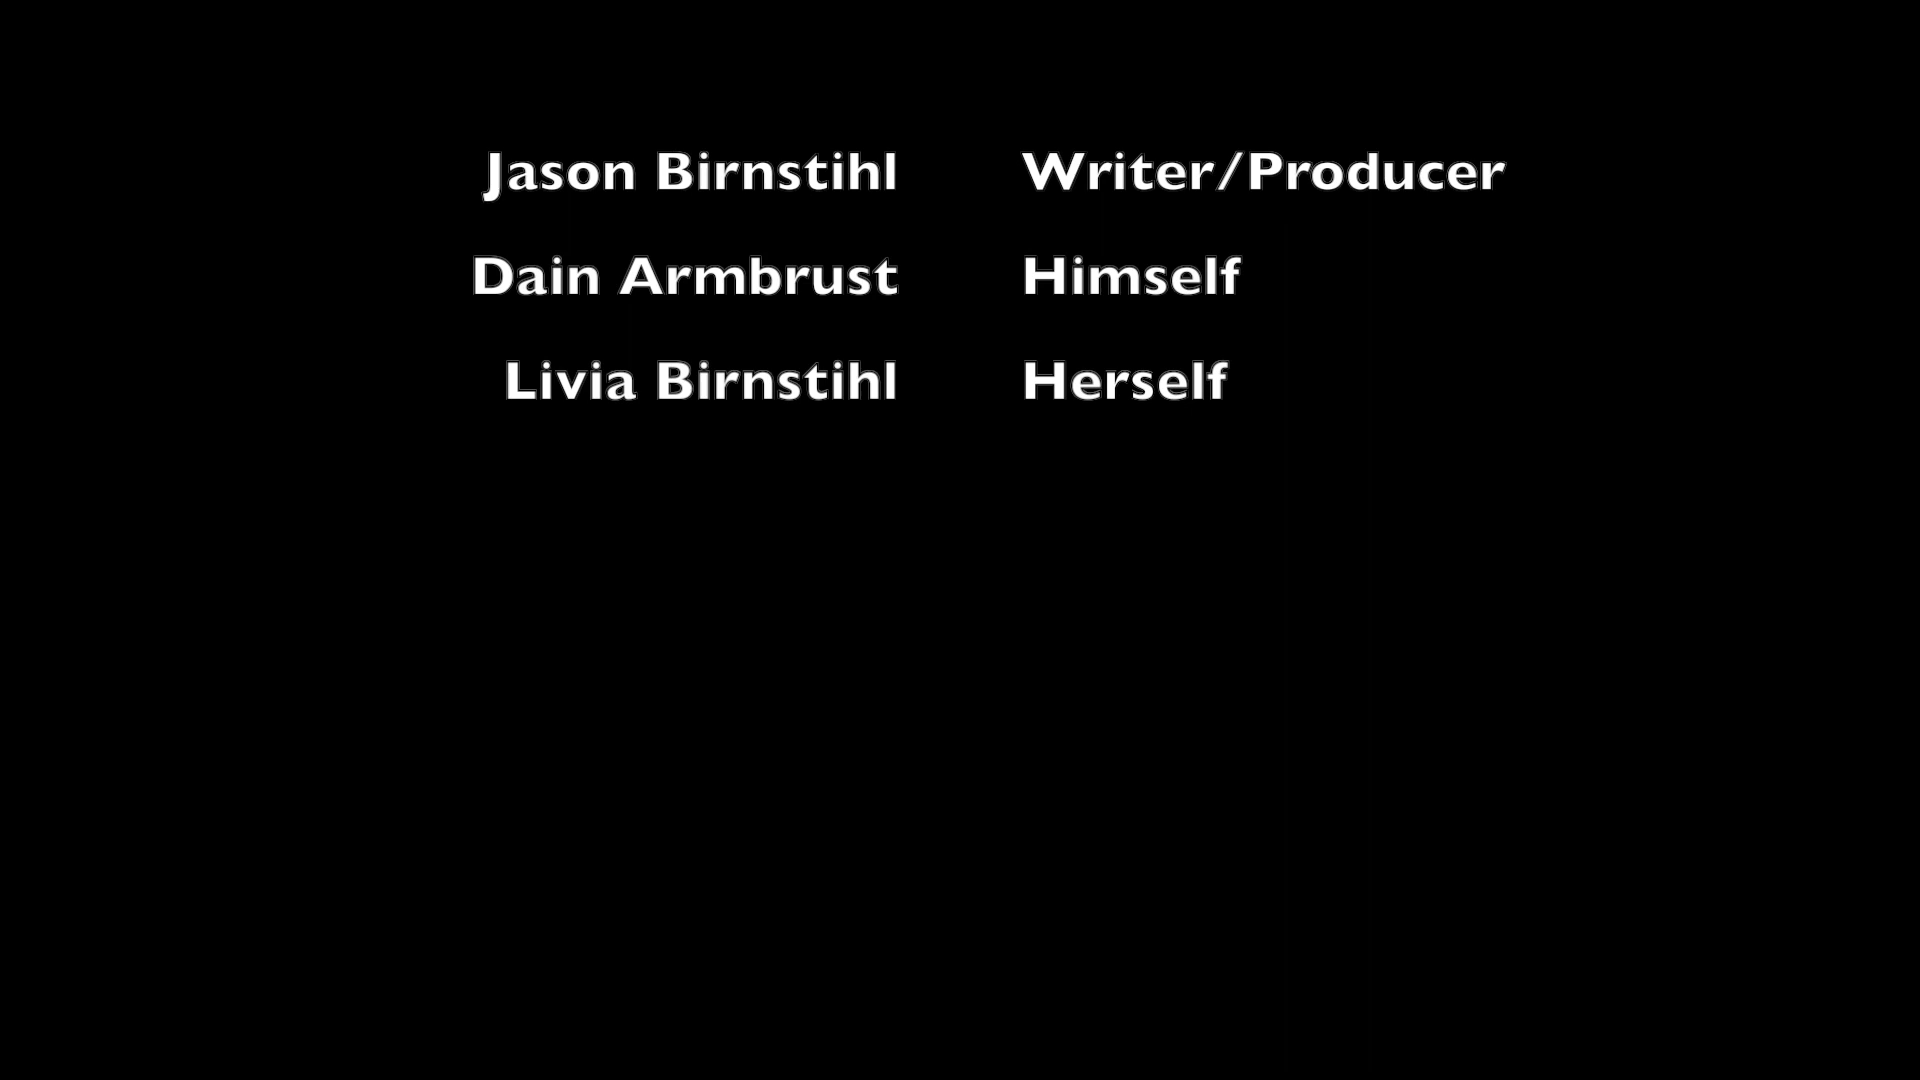 Jason Birnstihl Writer/Producer
Dain Armbrust Himself
Livia Birnstihl Herself